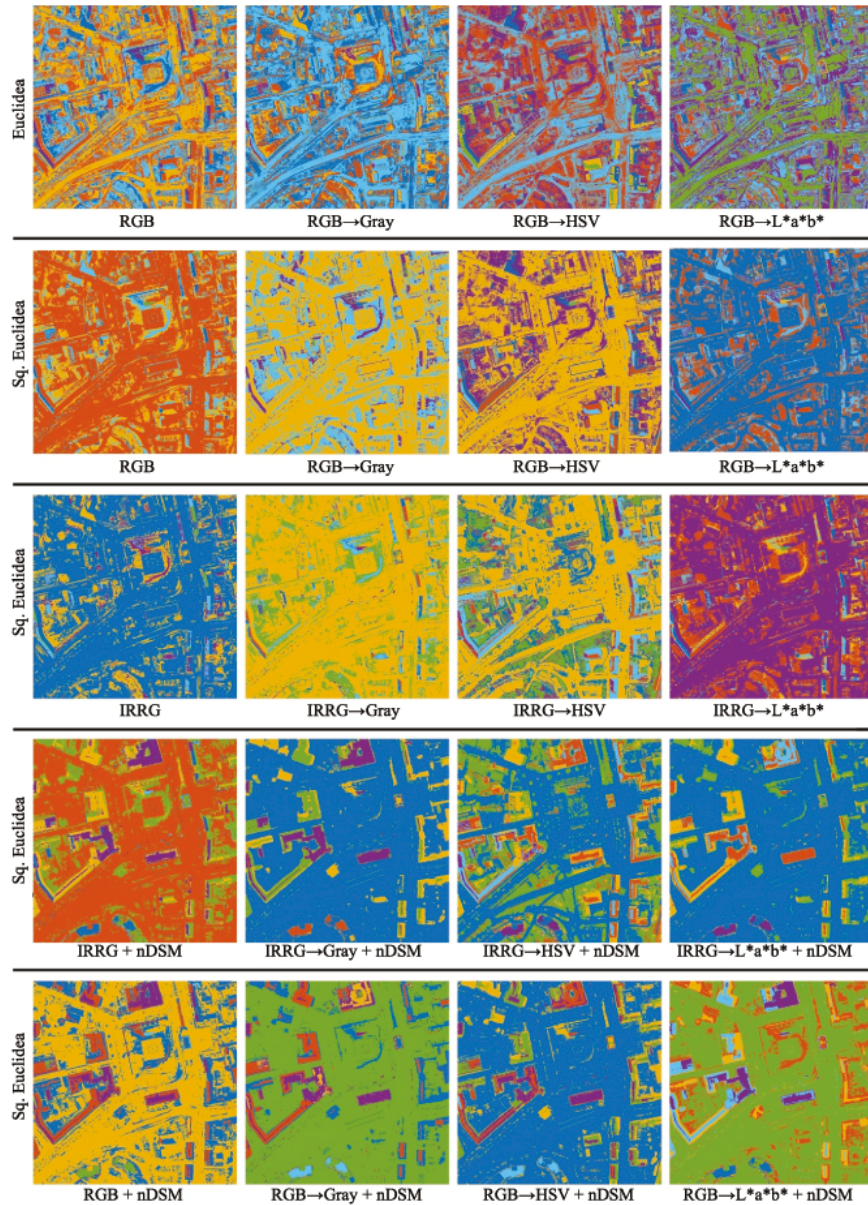 Euclidea
RGB
RGB→Gray
RGB→HSV
RGB→L*a*b*
Sq. Euclidea
RGB
RGB→Gray
RGB→HSV
RGB→L*a*b*
Sq. Euclidea
IRRG
IRRG→Gray
IRRG→HSV
IRRG→L*a*b*
Sq. Euclidea
IRRG + nDSM
IRRG→Gray + nDSM
IRRG→HSV + nDSM
IRRG→L*a*b* + nDSM
Sq. Euclidea
RGB + nDSM
RGB→Gray + nDSM
RGB→HSV + nDSM
RGB→L*a*b* + nDSM